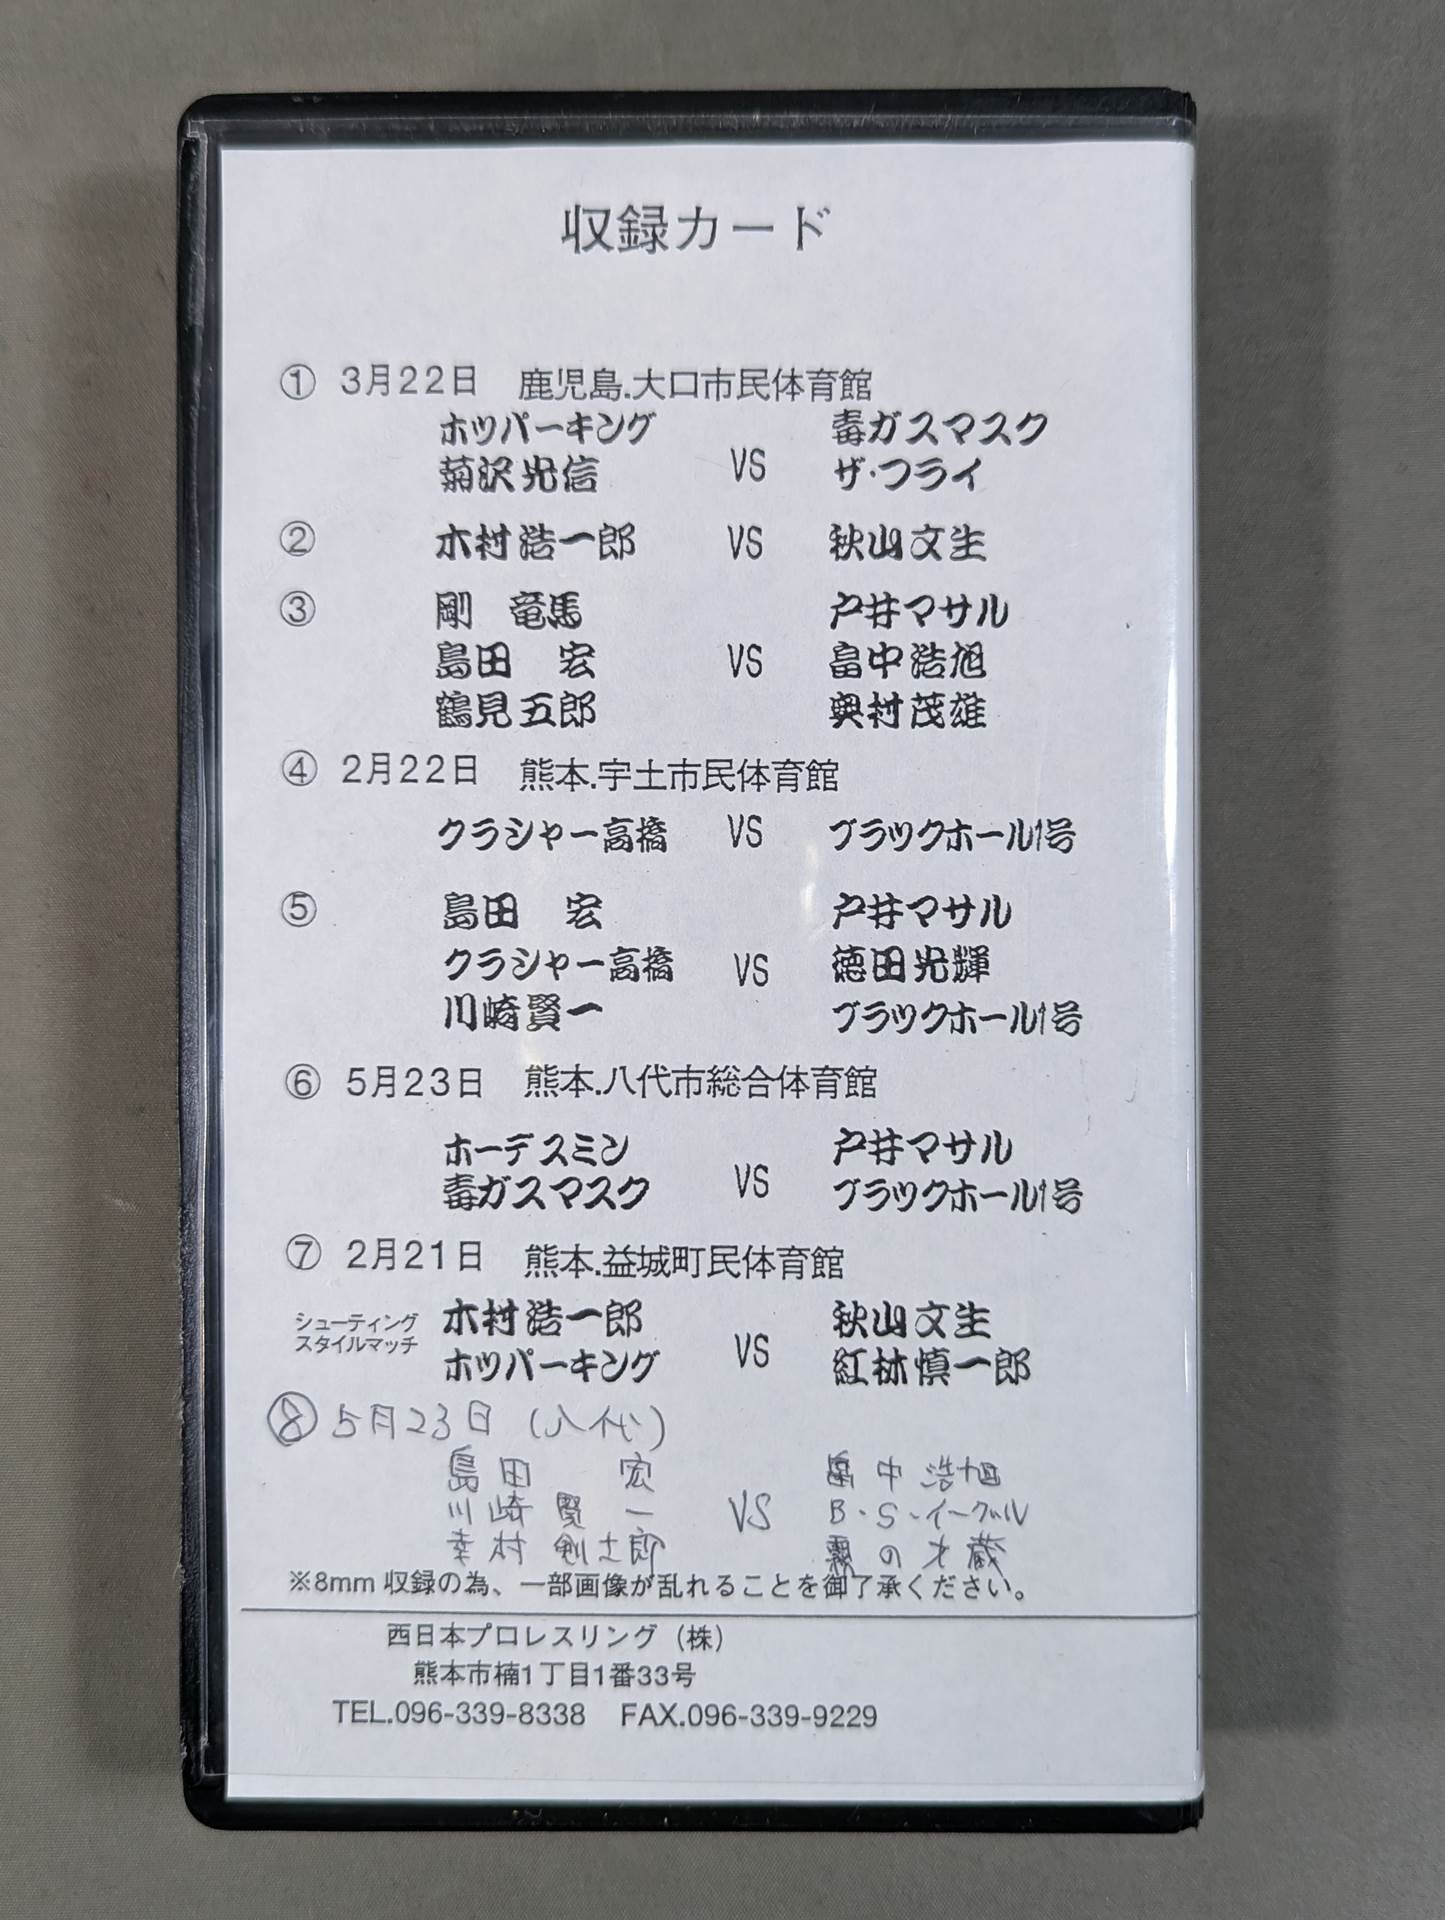 収録カード
① 3月22日 鹿児島.大口市民体育館
ホッパーキング 毒ガスマスク
菊沢光信 VS ザ・フライ
② 木村浩一郎 VS 秋山文生
③ 剛 竜馬 戸井マサル
島田 宏 VS 畠中浩旭
鶴見五郎 奥村茂雄
④ 2月22日 熊本.宇土市民体育館
クラシャー高橋 VS ブラックホール1号
⑤ 島田 宏 戸井マサル
クラシャー高橋 VS 徳田光輝
川崎賢一 ブラックホール1号
⑥ 5月23日 熊本.八代市総合体育館
ホーデスミン 戸井マサル
毒ガスマスク VS ブラックホール1号
⑦ 2月21日 熊本.益城町民体育館
シューティング 木村浩一郎 秋山文生
スタイルマッチ ホッパーキング VS 紅林慎一郎
⑧ 5月23日 (八代)
島田 宏 畠中浩旭
川崎賢一 VS B・S・イーグル
幸村剣士郎 霧の才蔵
※8mm収録の為、一部画像が乱れることを御了承ください。
西日本プロレスリング（株）
熊本市楠1丁目1番33号
TEL.096-339-8338 FAX.096-339-9229